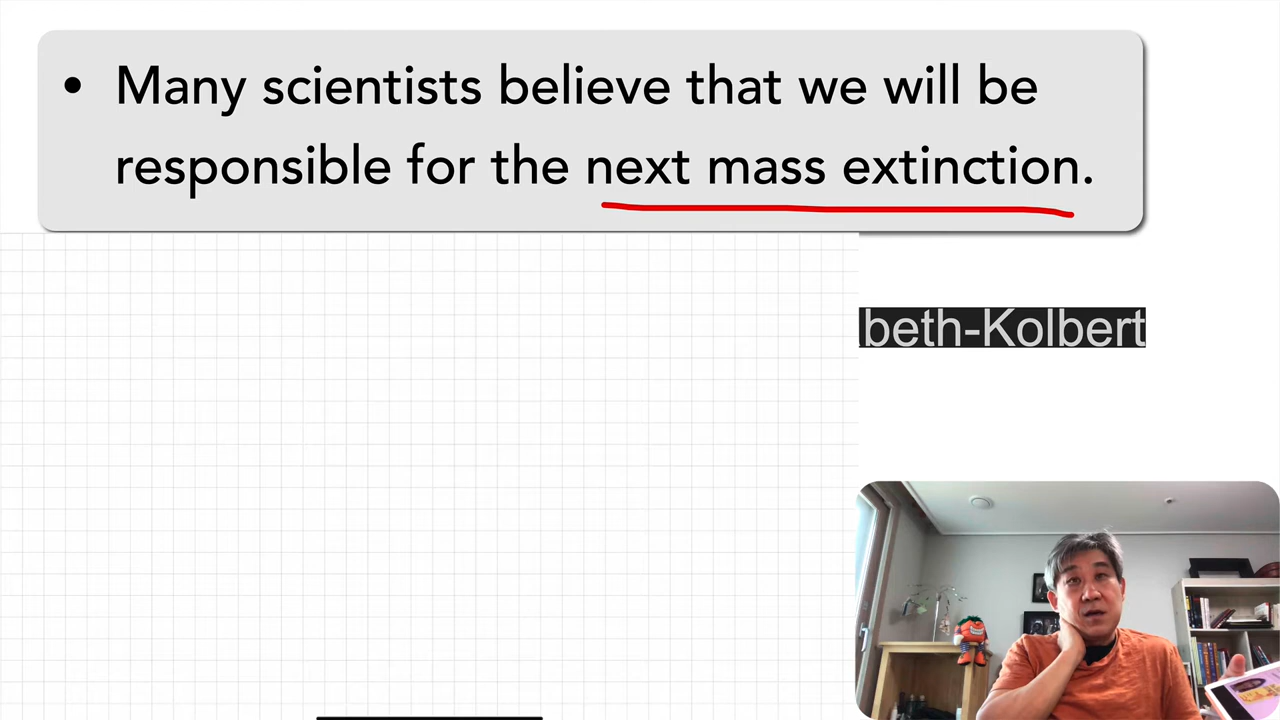 • Many scientists believe that we will be
responsible for the next mass extinction.
beth-Kolbert